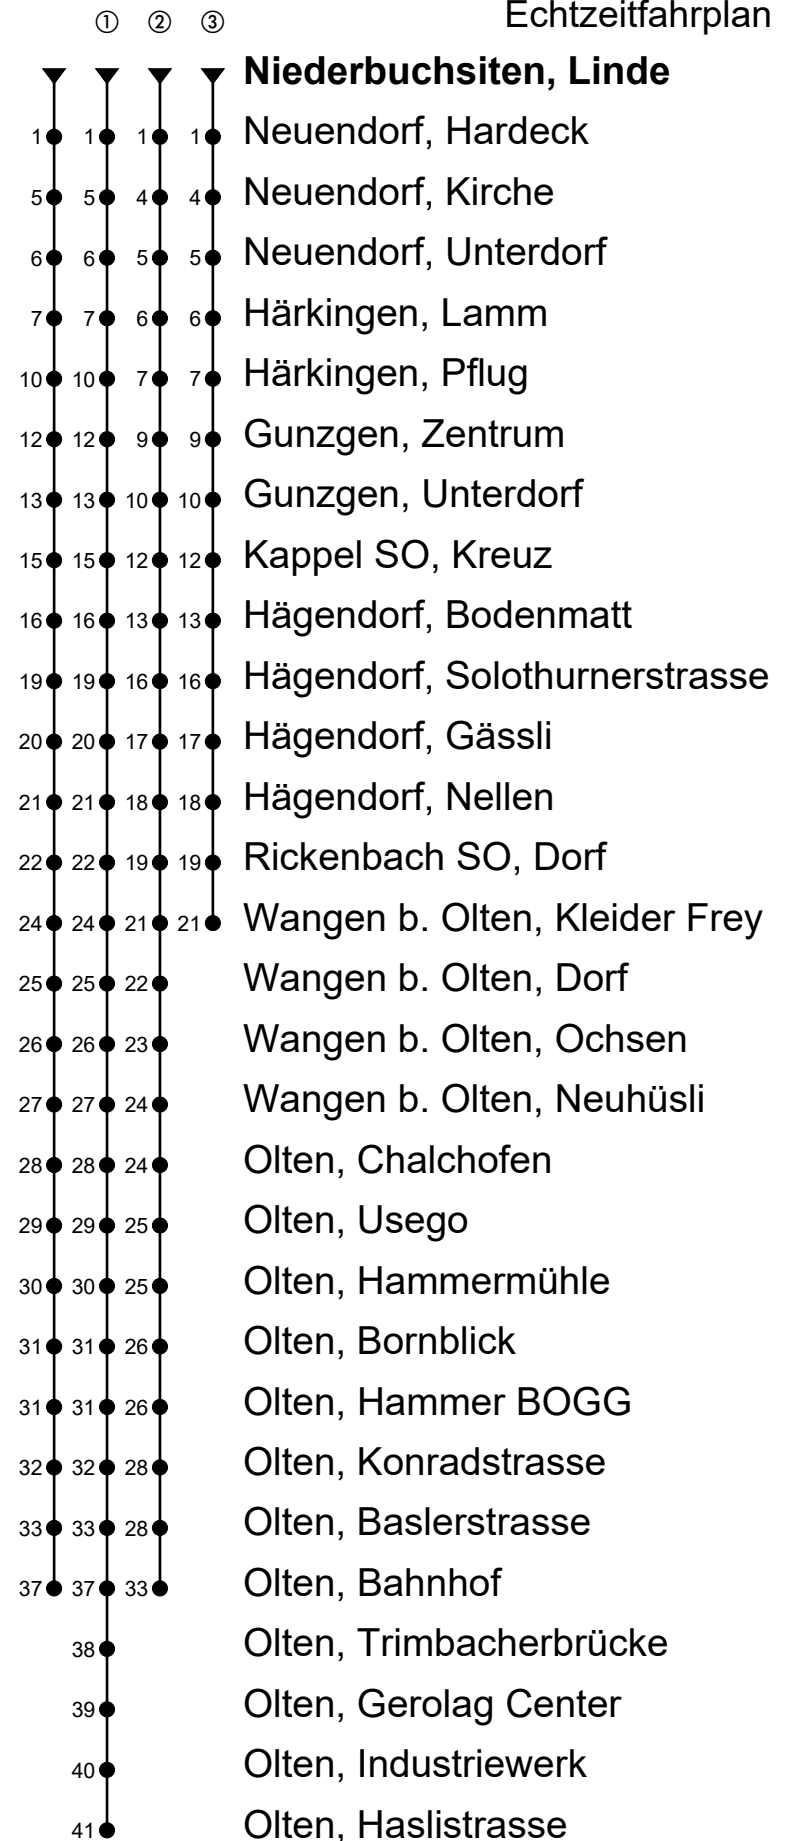 ① ② ③ Echtzeitfahrplan
Niederbuchsiten, Linde
1 1 1 1 Neuendorf, Hardeck
5 5 4 4 Neuendorf, Kirche
6 6 5 5 Neuendorf, Unterdorf
7 7 6 6 Härkingen, Lamm
10 10 7 7 Härkingen, Pflug
12 12 9 9 Gunzgen, Zentrum
13 13 10 10 Gunzgen, Unterdorf
15 15 12 12 Kappel SO, Kreuz
16 16 13 13 Hägendorf, Bodenmatt
19 19 16 16 Hägendorf, Solothurnerstrasse
20 20 17 17 Hägendorf, Gässli
21 21 18 18 Hägendorf, Nellen
22 22 19 19 Rickenbach SO, Dorf
24 24 21 21 Wangen b. Olten, Kleider Frey
25 25 22 Wangen b. Olten, Dorf
26 26 23 Wangen b. Olten, Ochsen
27 27 24 Wangen b. Olten, Neuhüsli
28 28 24 Olten, Chalchofen
29 29 25 Olten, Usego
30 30 25 Olten, Hammermühle
31 31 26 Olten, Bornblick
31 31 26 Olten, Hammer BOGG
32 32 28 Olten, Konradstrasse
33 33 28 Olten, Baslerstrasse
37 37 33 Olten, Bahnhof
38 Olten, Trimbacherbrücke
39 Olten, Gerolag Center
40 Olten, Industriewerk
41 Olten, Haslistrasse